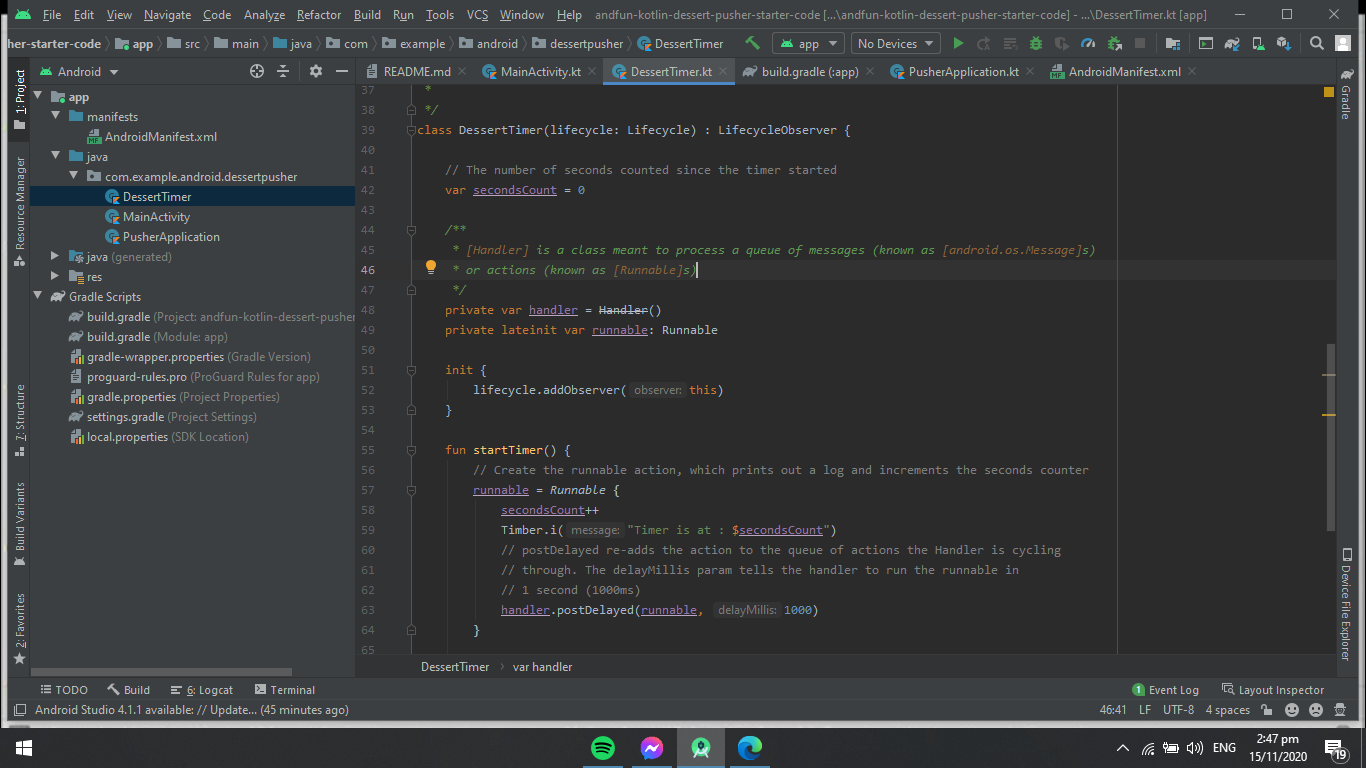 File Edit View Navigate Code Analyze Refactor Build Run Tools VCS Window Help andfun-kotlin-dessert-pusher-starter-code [...\andfun-kotlin-dessert-pusher-starter-code] - ...\DessertTimer.kt [app]
her-starter-code app src main java com example android dessertpusher DessertTimer app No Devices
Android README.md MainActivity.kt DessertTimer.kt build.gradle (:app) PusherApplication.kt AndroidManifest.xml
1: Project
Resource Manager
7: Structure
Build Variants
2: Favorites
app
manifests
AndroidManifest.xml
java
com.example.android.dessertpusher
DessertTimer
MainActivity
PusherApplication
java (generated)
res
Gradle Scripts
build.gradle (Project: andfun-kotlin-dessert-pusher
build.gradle (Module: app)
gradle-wrapper.properties (Gradle Version)
proguard-rules.pro (ProGuard Rules for app)
gradle.properties (Project Properties)
settings.gradle (Project Settings)
local.properties (SDK Location)
37 *
38 */
39 class DessertTimer(lifecycle: Lifecycle) : LifecycleObserver {
40
41 // The number of seconds counted since the timer started
42 var secondsCount = 0
43
44 /**
45 * [Handler] is a class meant to process a queue of messages (known as [android.os.Message]s)
46 * or actions (known as [Runnable]s)
47 */
48 private var handler = Handler()
49 private lateinit var runnable: Runnable
50
51 init {
52 lifecycle.addObserver( observer: this)
53 }
54
55 fun startTimer() {
56 // Create the runnable action, which prints out a log and increments the seconds counter
57 runnable = Runnable {
58 secondsCount++
59 Timber.i( message: "Timer is at : $secondsCount")
60 // postDelayed re-adds the action to the queue of actions the Handler is cycling
61 // through. The delayMillis param tells the handler to run the runnable in
62 // 1 second (1000ms)
63 handler.postDelayed(runnable, delayMillis: 1000)
64 }
65
Gradle
Device File Explorer
DessertTimer var handler
TODO Build 6: Logcat Terminal 1 Event Log Layout Inspector
Android Studio 4.1.1 available: // Update... (45 minutes ago) 46:41 LF UTF-8 4 spaces
ENG 2:47 pm
15/11/2020 19